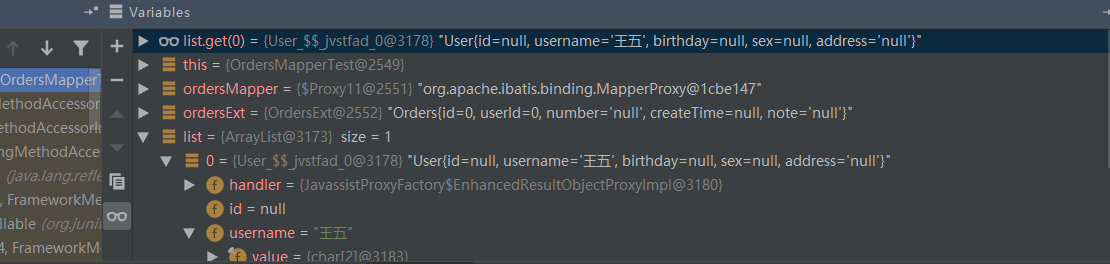 Variables
list.get(0) = {User_$$_jvstfad_0@3178} "User{id=null, username='王五', birthday=null, sex=null, address='null'}"
OrdersMapperT
this = {OrdersMapperTest@2549}
MethodAccessor
ordersMapper = {$Proxy11@2551} "org.apache.ibatis.binding.MapperProxy@1cbe147"
ethodAccessorI
ordersExt = {OrdersExt@2552} "Orders{id=0, userId=0, number='null', createTime=null, note='null'}"
ngMethodAcce
list = {ArrayList@3173} size = 1
0 = {User_$$_jvstfad_0@3178} "User{id=null, username='王五', birthday=null, sex=null, address='null'}"
(java.lang.refle
handler = {JavassistProxyFactory$EnhancedResultObjectProxyImpl@3180}
, FrameworkMe
id = null
llable (org.juni
username = "王五"
4, FrameworkM
value = {char[2]@3183}